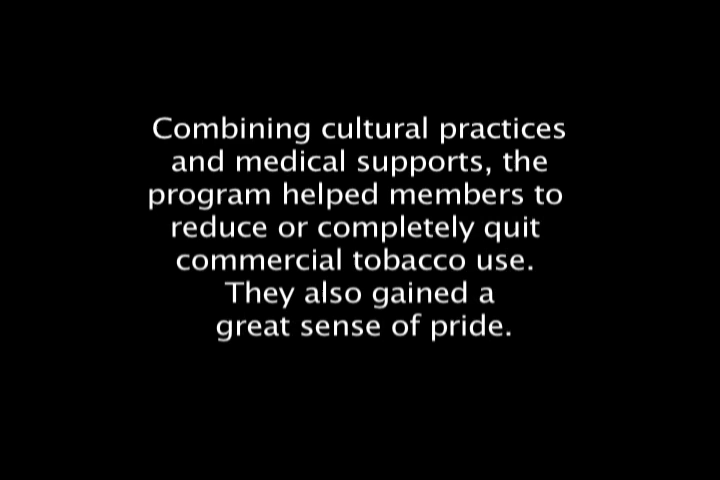 Combining cultural practices
and medical supports, the
program helped members to
reduce or completely quit
commercial tobacco use.
They also gained a
great sense of pride.